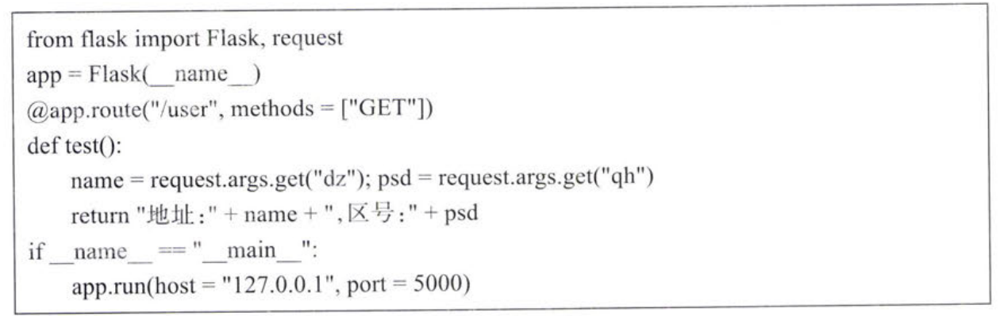 from flask import Flask, request
app = Flask(__name__)
@app.route("/user", methods = ["GET"])
def test():
name = request.args.get("dz"); psd = request.args.get("qh")
return "地址:" + name + ",区号:" + psd
if __name__ == "__main__":
app.run(host = "127.0.0.1", port = 5000)